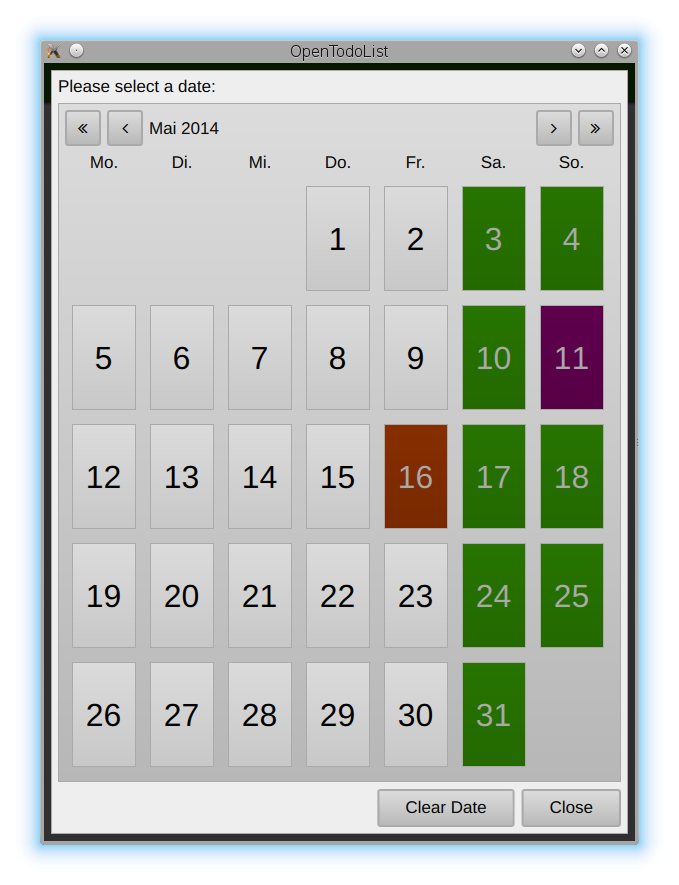 OpenTodoList
Please select a date:
« ‹ Mai 2014 › »
Mo. Di. Mi. Do. Fr. Sa. So.
1 2 3 4
5 6 7 8 9 10 11
12 13 14 15 16 17 18
19 20 21 22 23 24 25
26 27 28 29 30 31
Clear Date Close